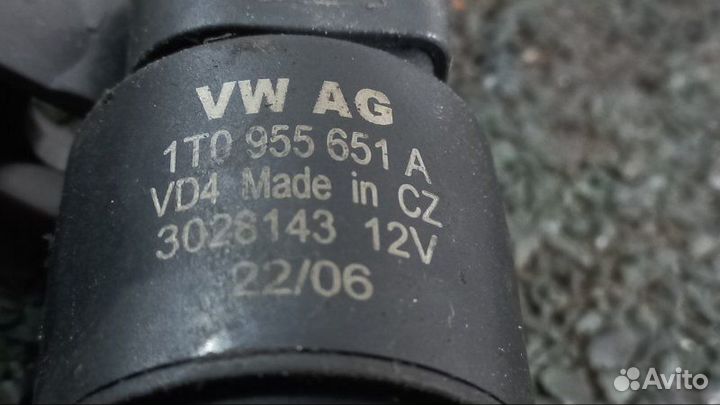 VW AG
1T0 955 651 A
VD4 Made in CZ
3028143 12V
22/06
Avito